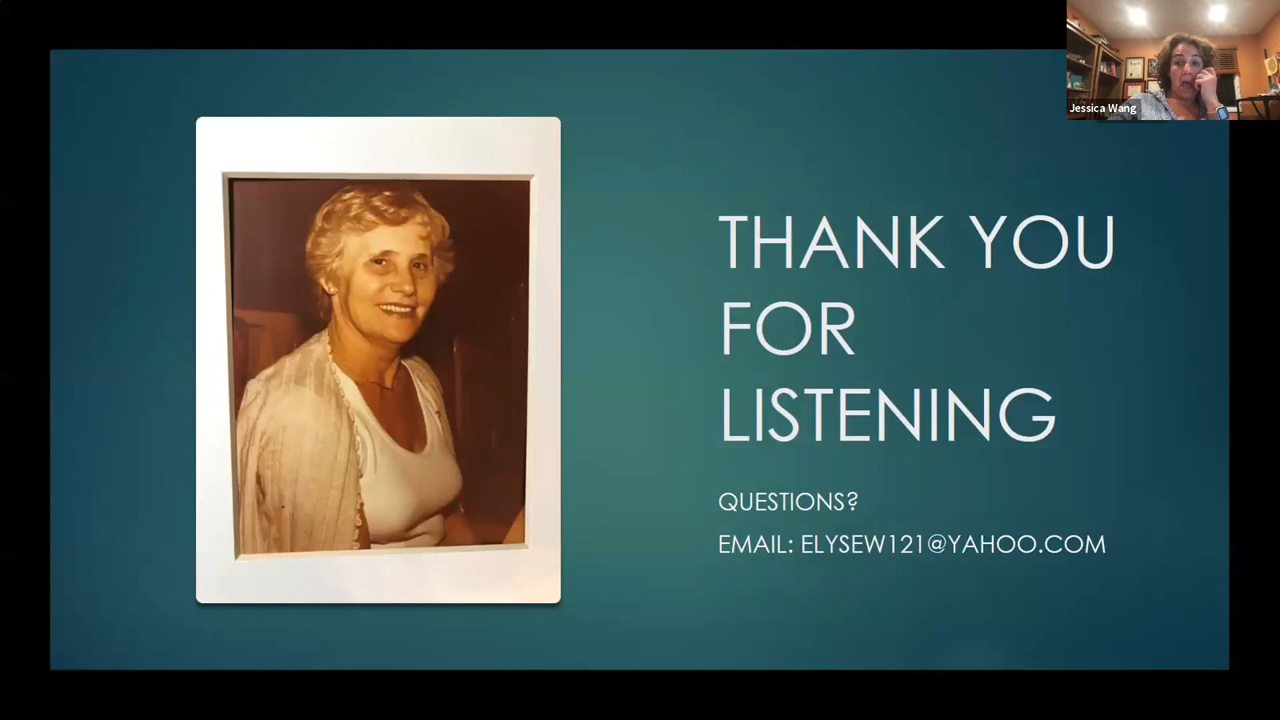 Jessica Wang
THANK YOU
FOR
LISTENING
QUESTIONS?
EMAIL: ELYSEW121@YAHOO.COM